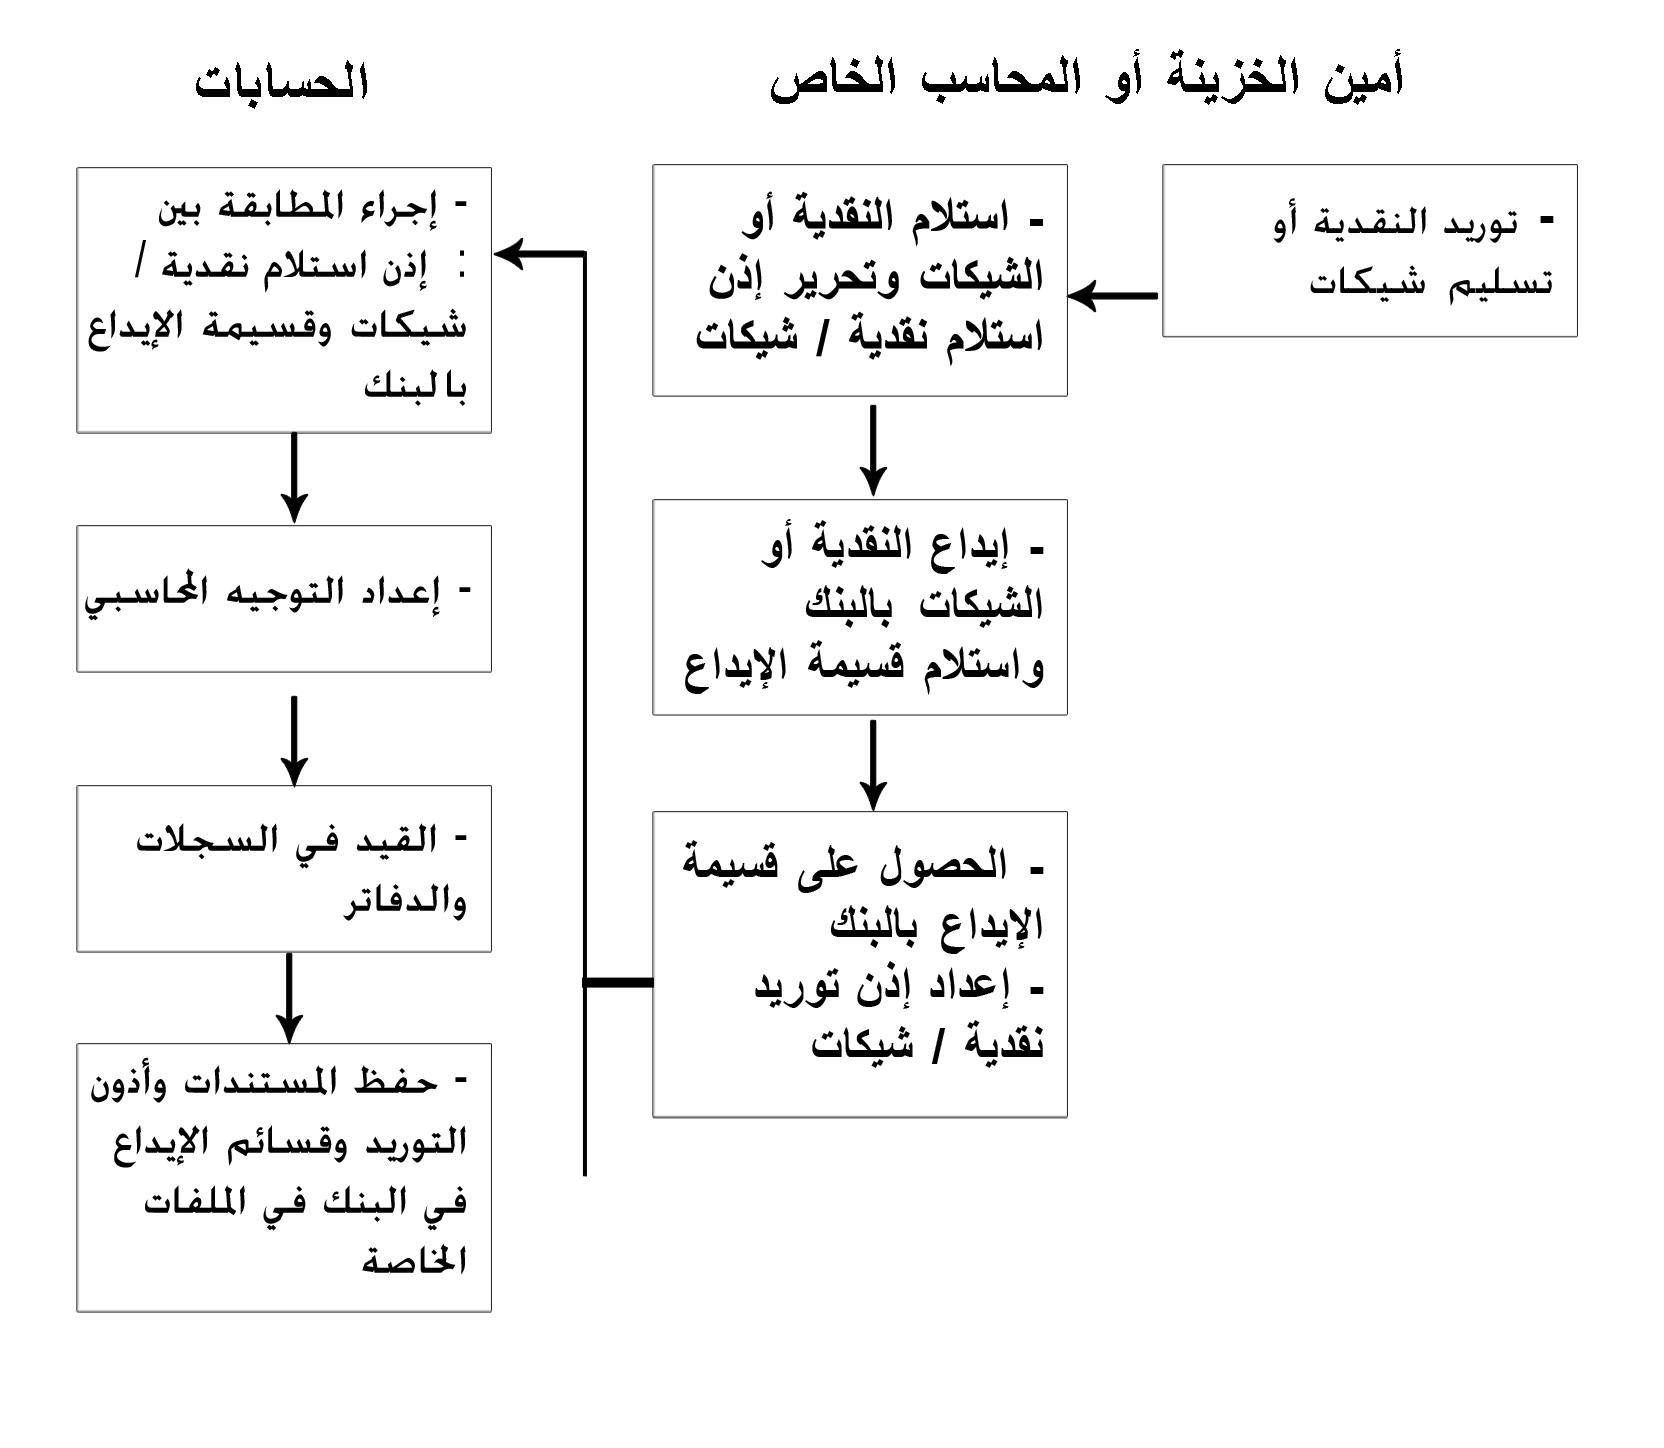 أمين الخزينة أو المحاسب الخاص
الحسابات
- توريد النقدية أو
تسليم شيكات
- استلام النقدية أو
الشيكات وتحرير إذن
استلام نقدية / شيكات
- إيداع النقدية أو
الشيكات بالبنك
واستلام قسيمة الإيداع
- الحصول على قسيمة
الإيداع بالبنك
- إعداد إذن توريد
نقدية / شيكات
- إجراء المطابقة بين
: إذن استلام نقدية /
شيكات وقسيمة الإيداع
بالبنك
- إعداد التوجيه المحاسبي
- القيد في السجلات
والدفاتر
- حفظ المستندات وأذون
التوريد وقسائم الإيداع
في البنك في الملفات
الخاصة